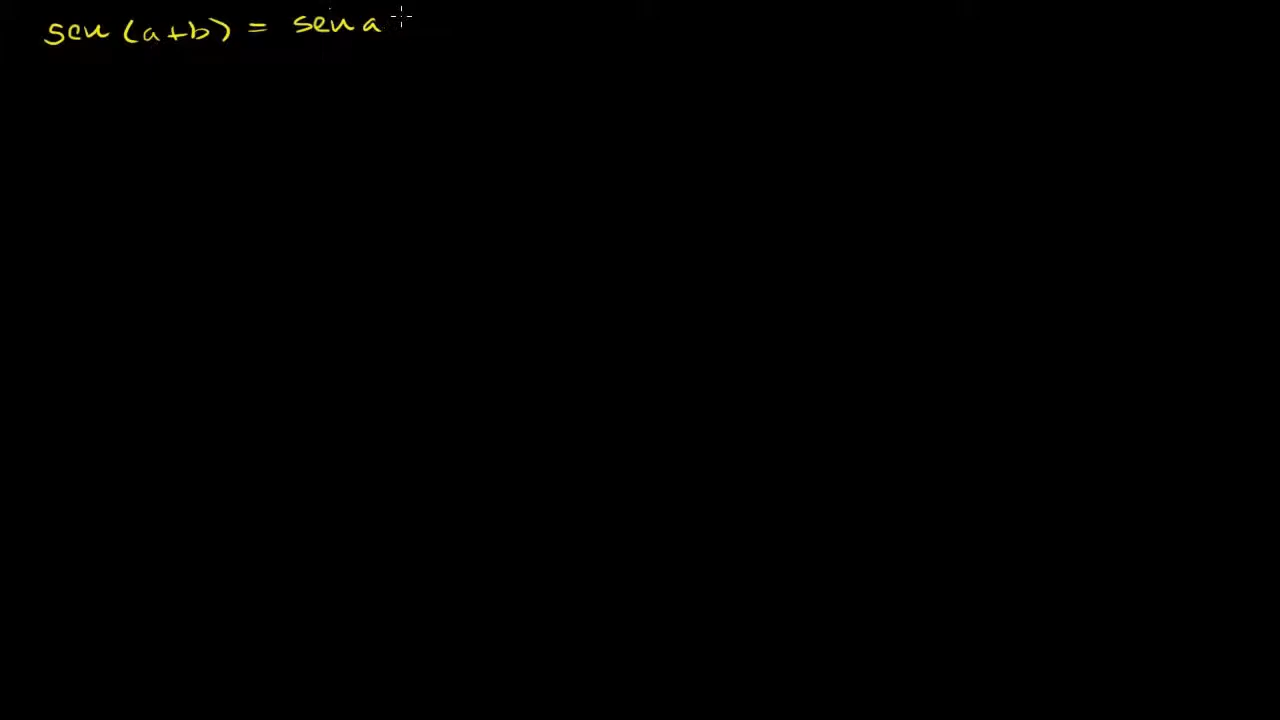 sen (a+b) = sen a